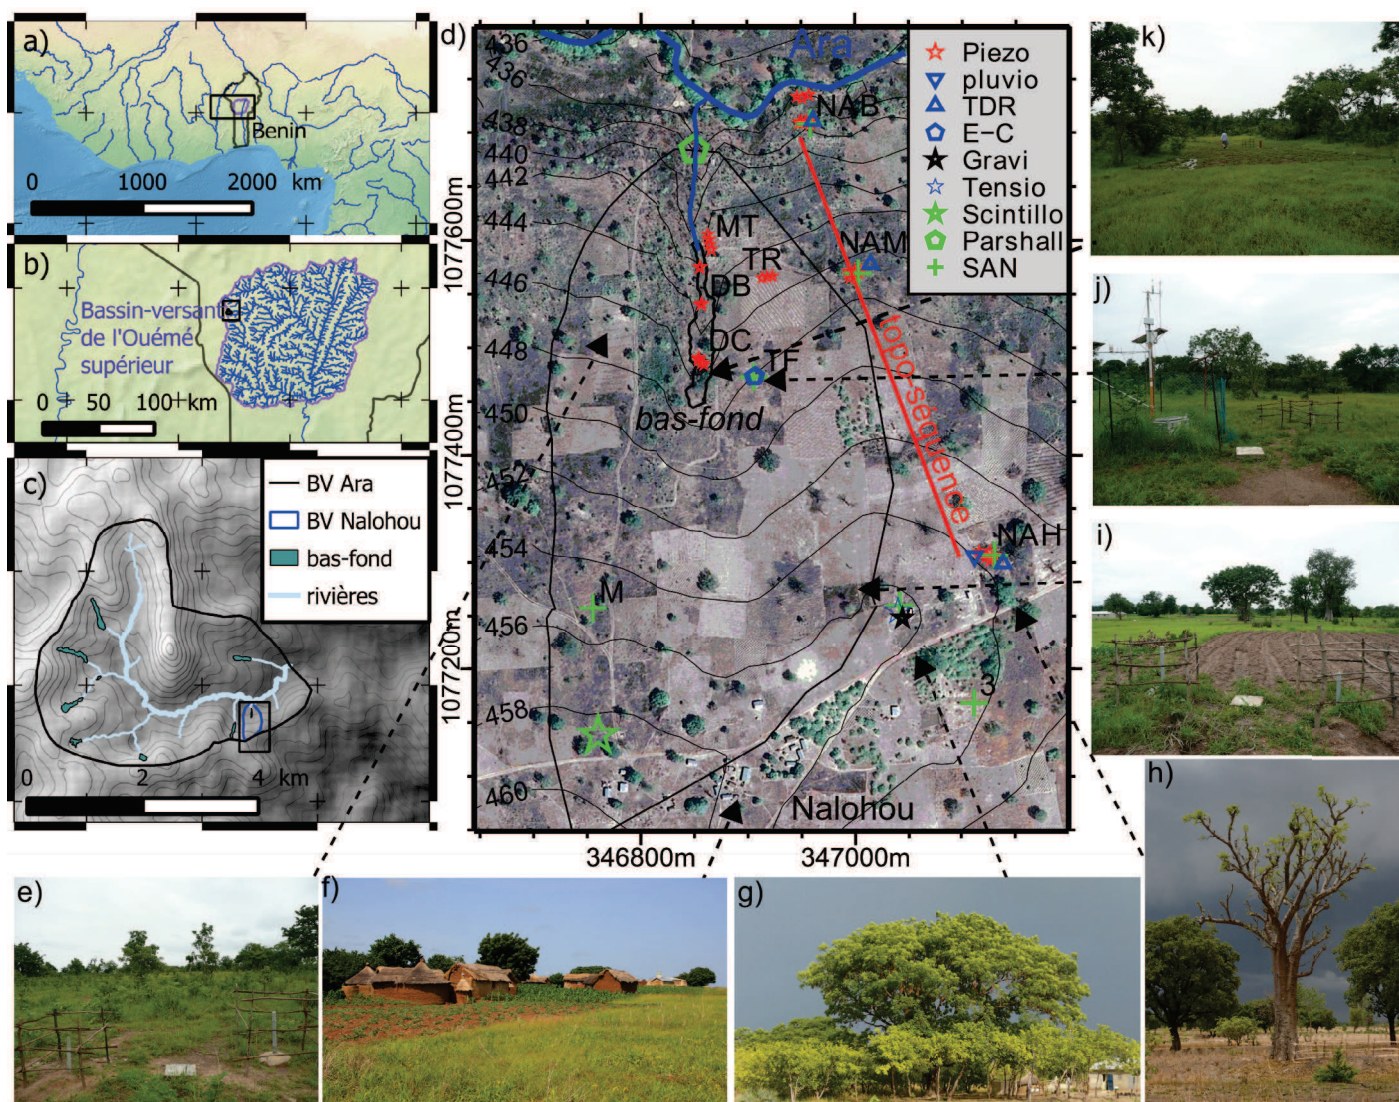 a)
Benin
0 1000 2000 km
b)
Bassin-versant
de l'Ouémé
supérieur
0 50 100 km
c)
BV Ara
BV Nalohou
bas-fond
rivières
0 2 4 km
d)
Ara
436
436
438
440
442
444
446
448
450
452
454
456
458
460
NAB
MT
TR
NAM
DB
DC
TF
bas-fond
topo-séquence
NAH
M
3
Nalohou
Piezo
pluvio
TDR
E-C
Gravi
Tensio
Scintillo
Parshall
SAN
1077600m
1077400m
1077200m
346800m
347000m
k)
j)
i)
h)
e)
f)
g)